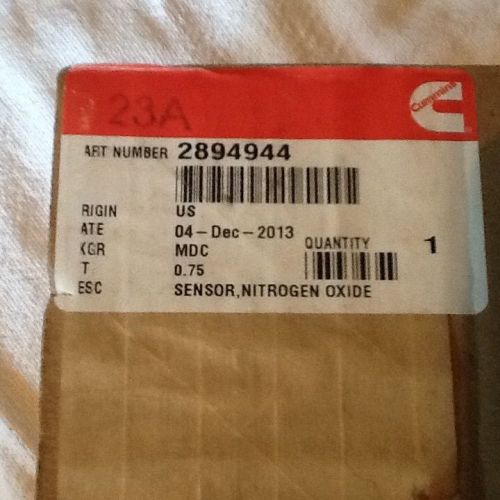 23A
Cummins
ART NUMBER 2894944
RIGIN US
ATE 04-Dec-2013
KGR MDC
QUANTITY 1
T 0.75
ESC SENSOR,NITROGEN OXIDE